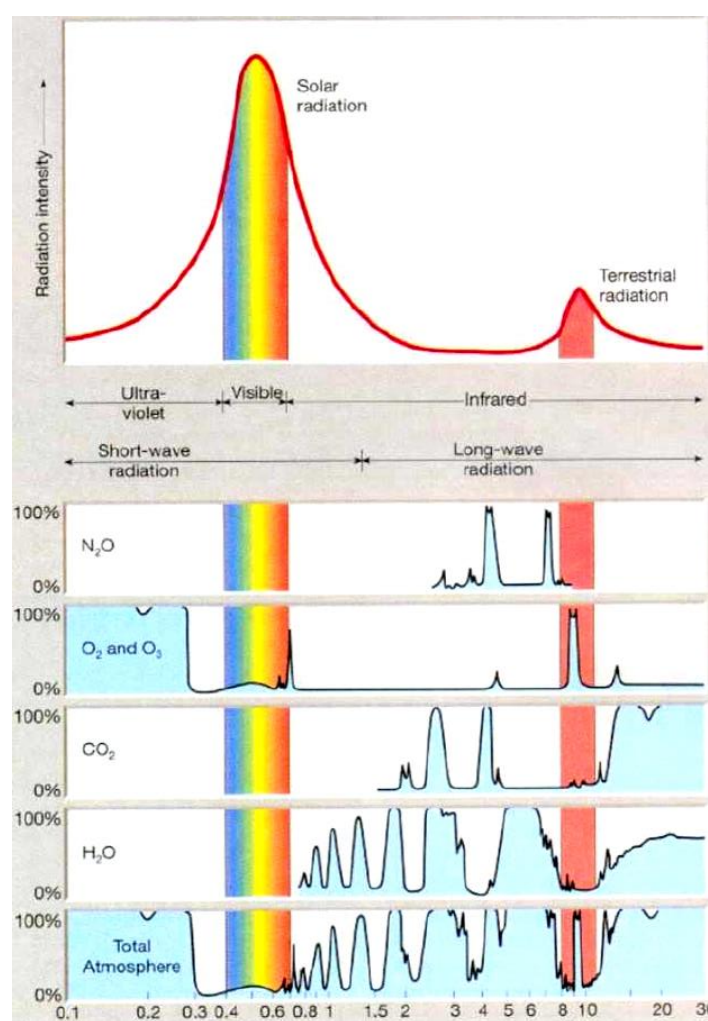 Radiation intensity
Solar
radiation
Terrestrial
radiation
Ultra-
violet
Visible
Infrared
Short-wave
radiation
Long-wave
radiation
100%
N₂O
0%
100%
O₂ and O₃
0%
100%
CO₂
0%
100%
H₂O
0%
100%
Total
Atmosphere
0%
0.1 0.2 0.3 0.4 0.6 0.8 1 1.5 2 3 4 5 6 8 10 20 30